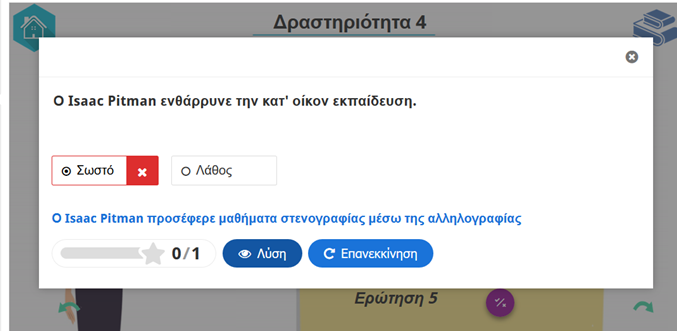 Δραστηριότητα 4
Ο Isaac Pitman ενθάρρυνε την κατ' οίκον εκπαίδευση.
Σωστό
Λάθος
Ο Isaac Pitman προσέφερε μαθήματα στενογραφίας μέσω της αλληλογραφίας
0/1
Λύση
Επανεκκίνηση
Ερώτηση 5